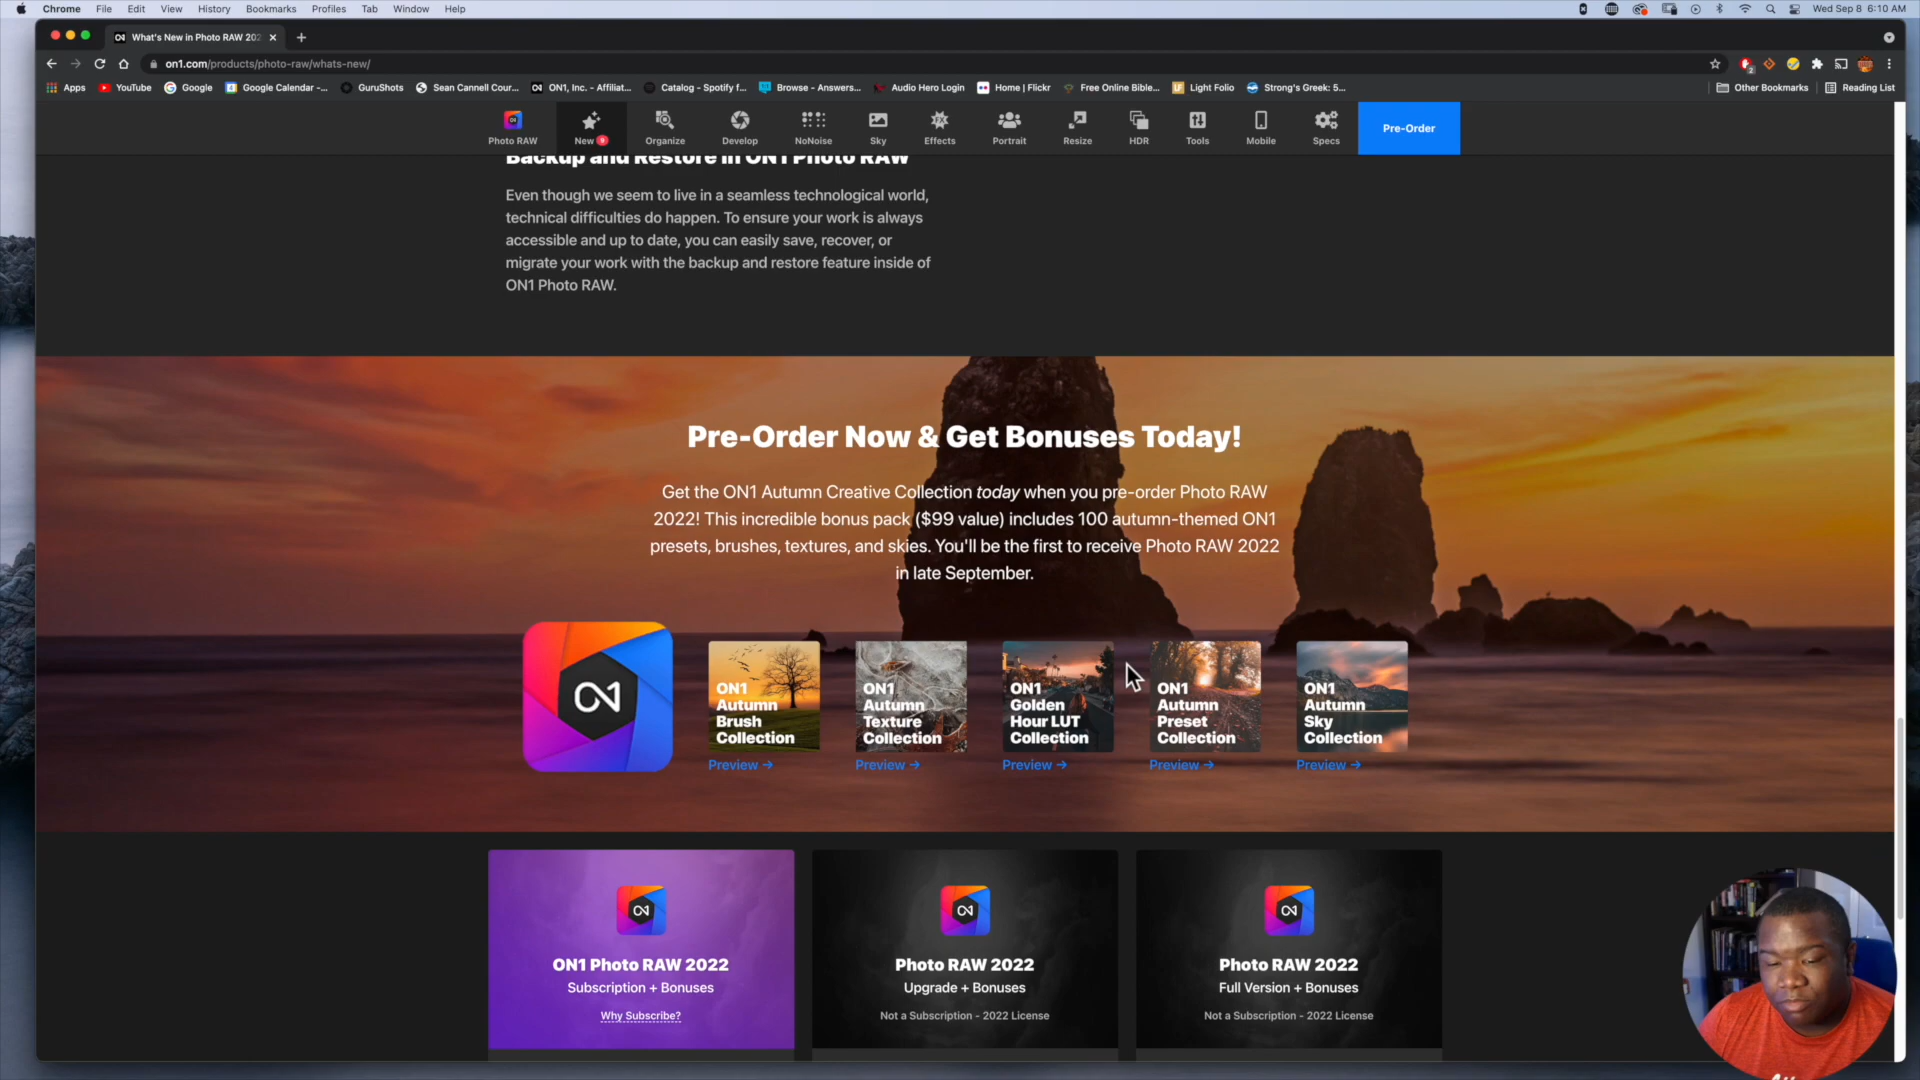 Chrome File Edit View History Bookmarks Profiles Tab Window Help
Wed Sep 8 6:10 AM
What's New in Photo RAW 202
on1.com/products/photo-raw/whats-new/
2
Apps YouTube Google Google Calendar -... GuruShots Sean Cannell Cour... ON1, Inc. - Affiliat... Catalog - Spotify f... Browse - Answers... Audio Hero Login Home | Flickr Free Online Bible... Light Folio Strong's Greek: 5... Other Bookmarks Reading List
Photo RAW New 9 Organize Develop NoNoise Sky Effects Portrait Resize HDR Tools Mobile Specs Pre-Order
Backup and Restore in ON1 Photo RAW
Even though we seem to live in a seamless technological world,
technical difficulties do happen. To ensure your work is always
accessible and up to date, you can easily save, recover, or
migrate your work with the backup and restore feature inside of
ON1 Photo RAW.
Pre-Order Now & Get Bonuses Today!
Get the ON1 Autumn Creative Collection today when you pre-order Photo RAW
2022! This incredible bonus pack ($99 value) includes 100 autumn-themed ON1
presets, brushes, textures, and skies. You'll be the first to receive Photo RAW 2022
in late September.
ON1
Autumn
Brush
Collection
Preview →
ON1
Autumn
Texture
Collection
Preview →
ON1
Golden
Hour LUT
Collection
Preview →
ON1
Autumn
Preset
Collection
Preview →
ON1
Autumn
Sky
Collection
Preview →
ON1 Photo RAW 2022
Subscription + Bonuses
Why Subscribe?
Photo RAW 2022
Upgrade + Bonuses
Not a Subscription - 2022 License
Photo RAW 2022
Full Version + Bonuses
Not a Subscription - 2022 License